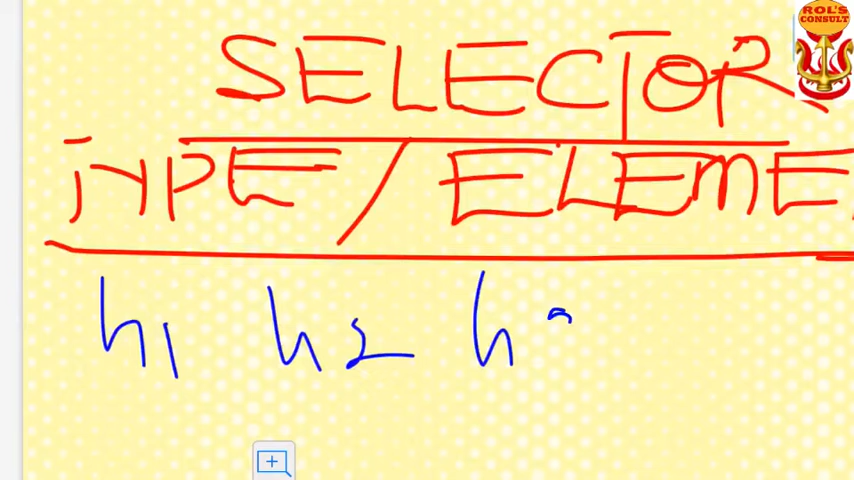 ROL'S
CONSULT
SELECTOR
TYPE/ELEME
h1 h2 h